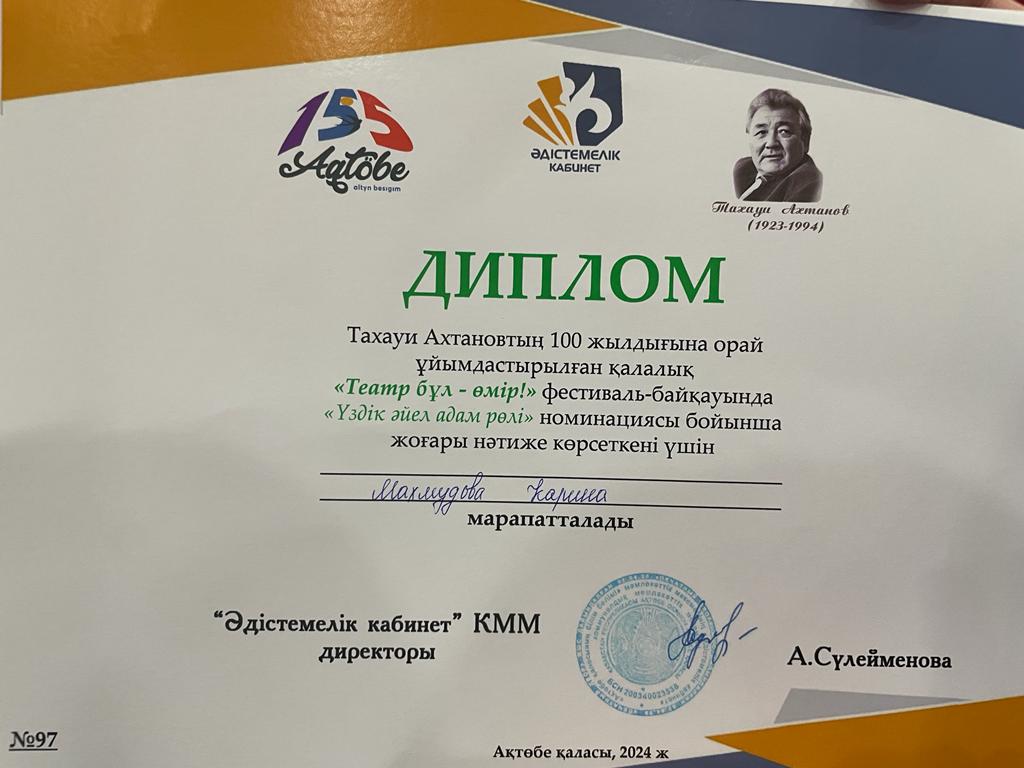 155
Aqtöbe
altyn besigim
ӘДІСТЕМЕЛІК
КАБИНЕТ
Тахауи Ахтанов
(1923-1994)
ДИПЛОМ
Тахауи Ахтановтың 100 жылдығына орай
ұйымдастырылған қалалық
«Театр бұл - өмір!» фестиваль-байқауында
«Үздік әйел адам рөлі» номинациясы бойынша
жоғары нәтиже көрсеткені үшін
Махмудова Карина
марапатталады
"Әдістемелік кабинет" КММ
директоры
БСН 200340023538
А.Сүлейменова
№97
Ақтөбе қаласы, 2024 ж